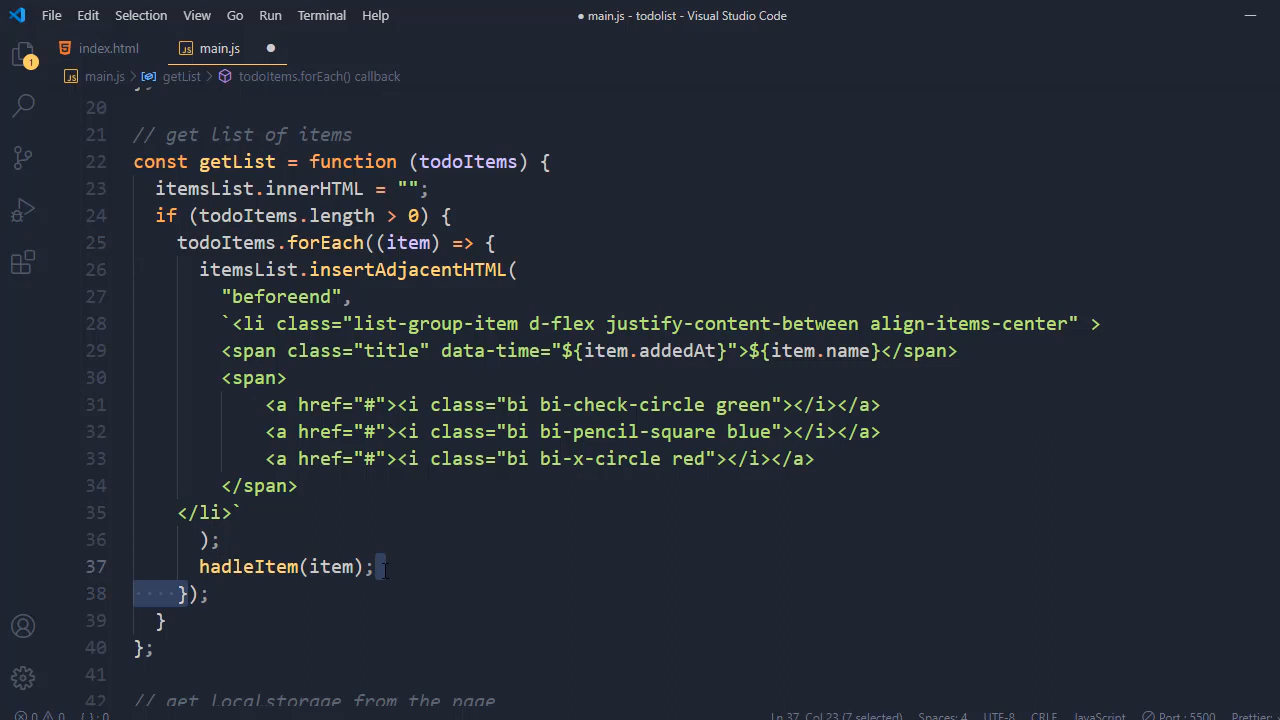 File Edit Selection View Go Run Terminal Help ● main.js - todolist - Visual Studio Code
index.html JS main.js ●
1 JS main.js > getList > todoItems.forEach() callback
20
21 // get list of items
22 const getList = function (todoItems) {
23 itemsList.innerHTML = "";
24 if (todoItems.length > 0) {
25 todoItems.forEach((item) => {
26 itemsList.insertAdjacentHTML(
27 "beforeend",
28 `<li class="list-group-item d-flex justify-content-between align-items-center" >
29 <span class="title" data-time="${item.addedAt}">${item.name}</span>
30 <span>
31 <a href="#"><i class="bi bi-check-circle green"></i></a>
32 <a href="#"><i class="bi bi-pencil-square blue"></i></a>
33 <a href="#"><i class="bi bi-x-circle red"></i></a>
34 </span>
35 </li>`
36 );
37 hadleItem(item);
38 ····});
39 }
40 };
41
42 // get localstorage from the page
0 0 {..}: 0 Ln 37, Col 23 (7 selected) Spaces: 4 UTF-8 CRLF JavaScript Port : 5500 Prettier